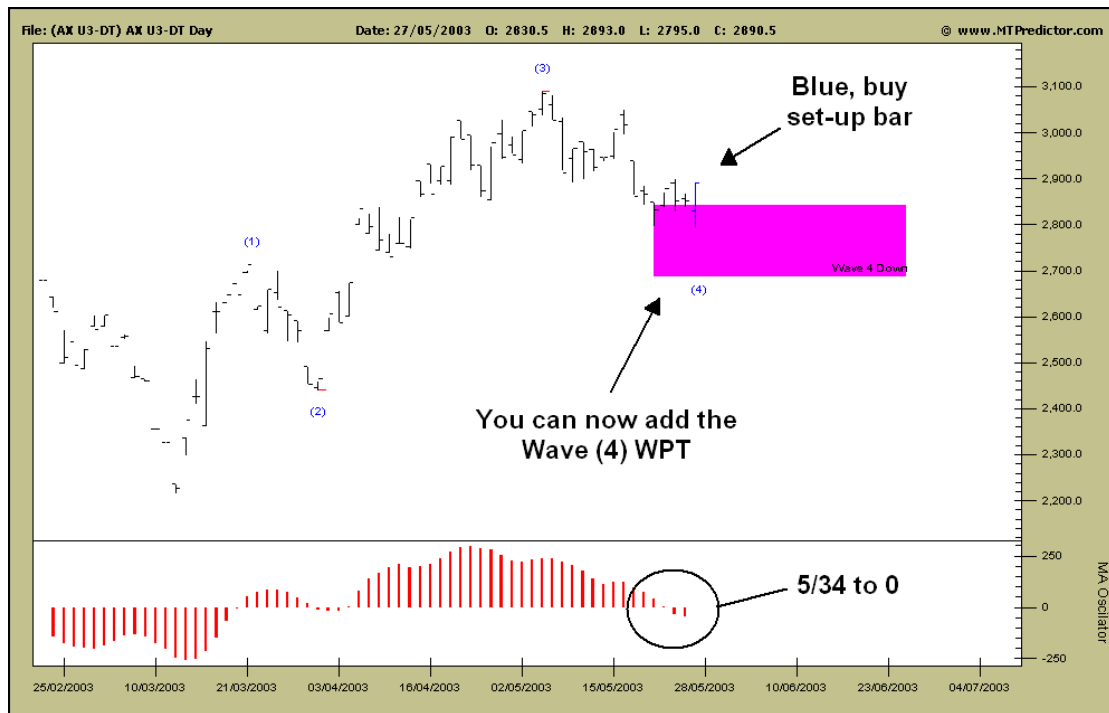 File: (AX U3-DT) AX U3-DT Day Date: 27/05/2003 O: 2830.5 H: 2893.0 L: 2795.0 C: 2890.5 © www.MTPredictor.com
(3)
Blue, buy
set-up bar
(1)
Wave 4 Down
(4)
(2)
You can now add the
Wave (4) WPT
3,100.0
3,000.0
2,900.0
2,800.0
2,700.0
2,600.0
2,500.0
2,400.0
2,300.0
2,200.0
5/34 to 0
250
0
-250
MA Oscilator
25/02/2003 10/03/2003 21/03/2003 03/04/2003 16/04/2003 02/05/2003 15/05/2003 28/05/2003 10/06/2003 23/06/2003 04/07/2003